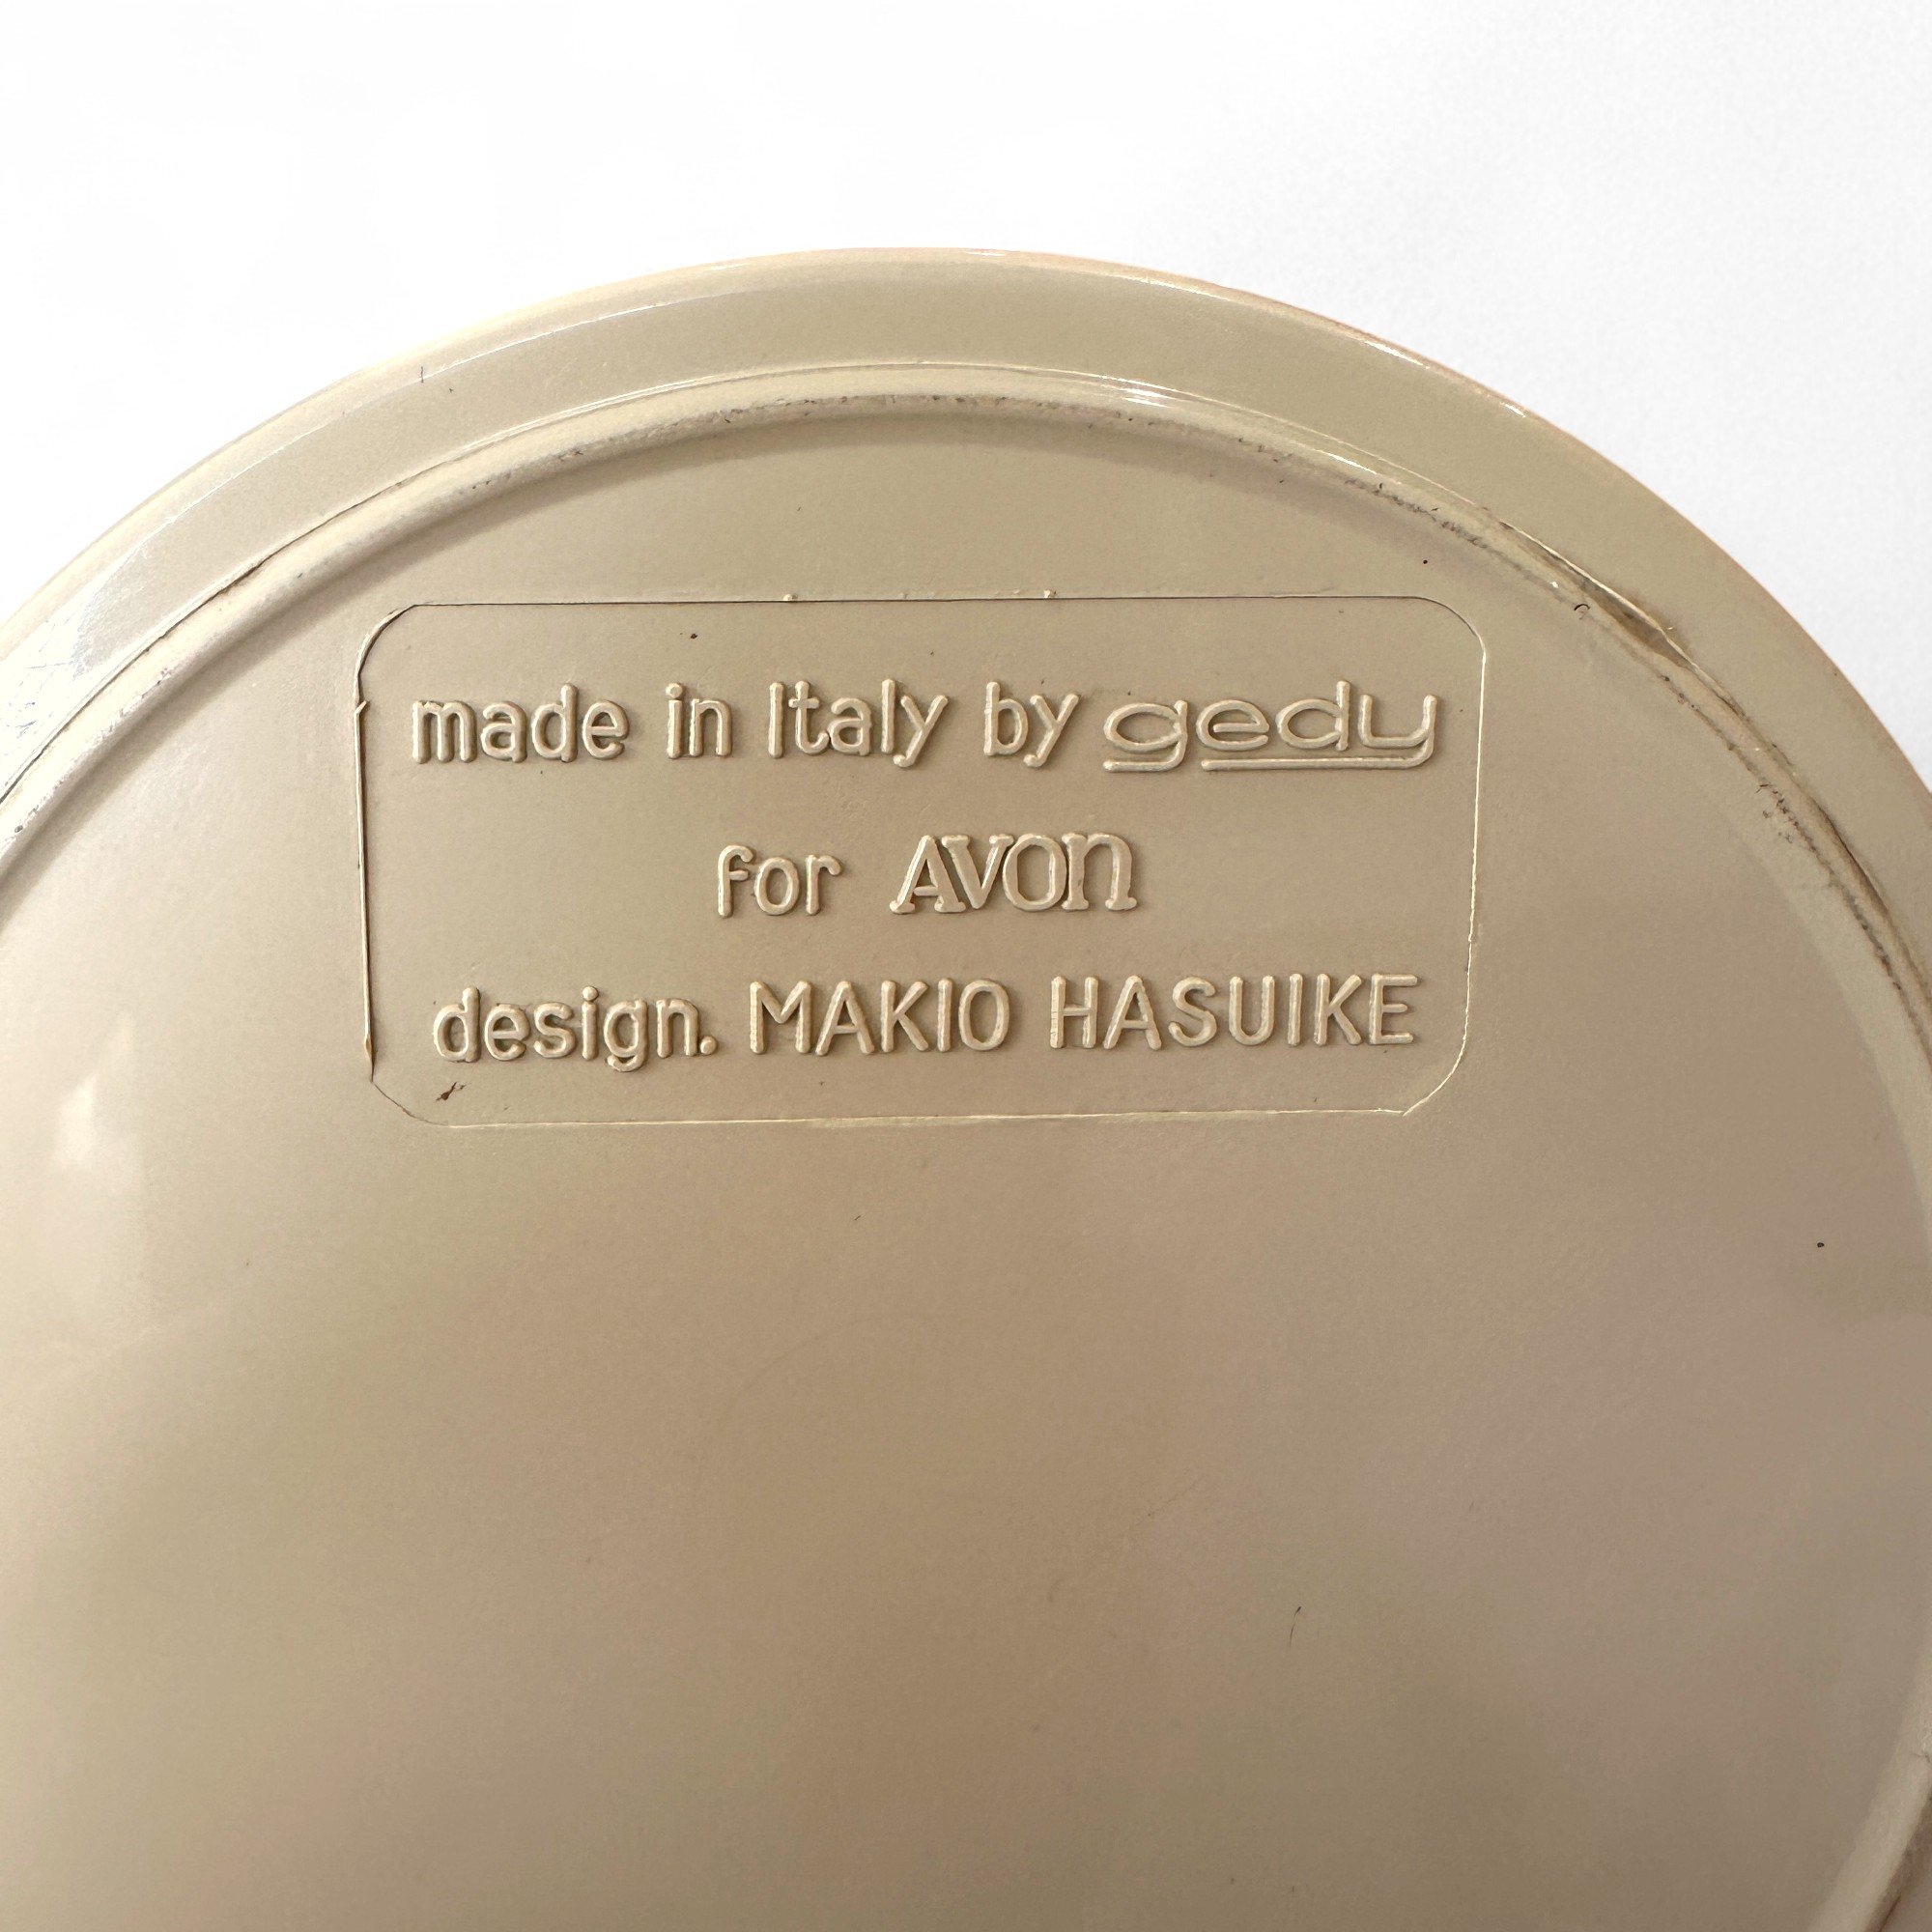 made in Italy by gedy
for AVON
design. MAKIO HASUIKE